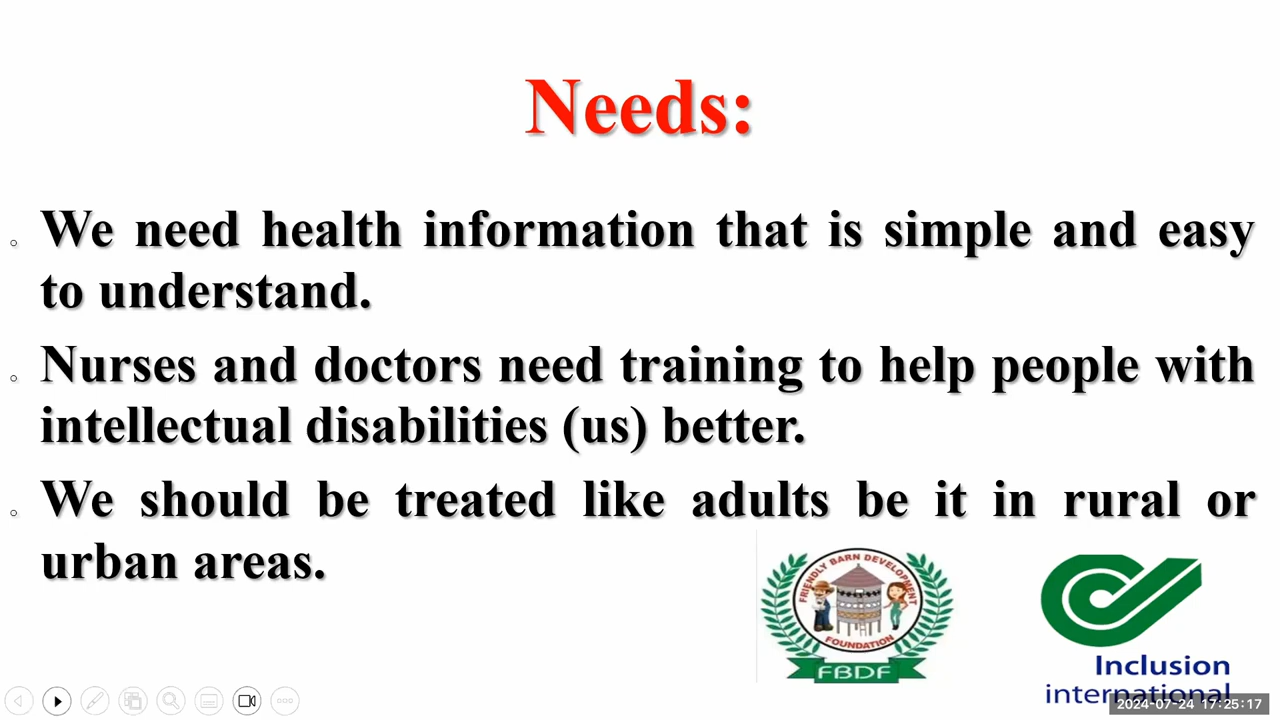 Needs:
We need health information that is simple and easy
to understand.
Nurses and doctors need training to help people with
intellectual disabilities (us) better.
We should be treated like adults be it in rural or
urban areas.
FRIENDLY BARN DEVELOPMENT
FOUNDATION
FBDF
Inclusion
international
2024-07-24 17:25:17